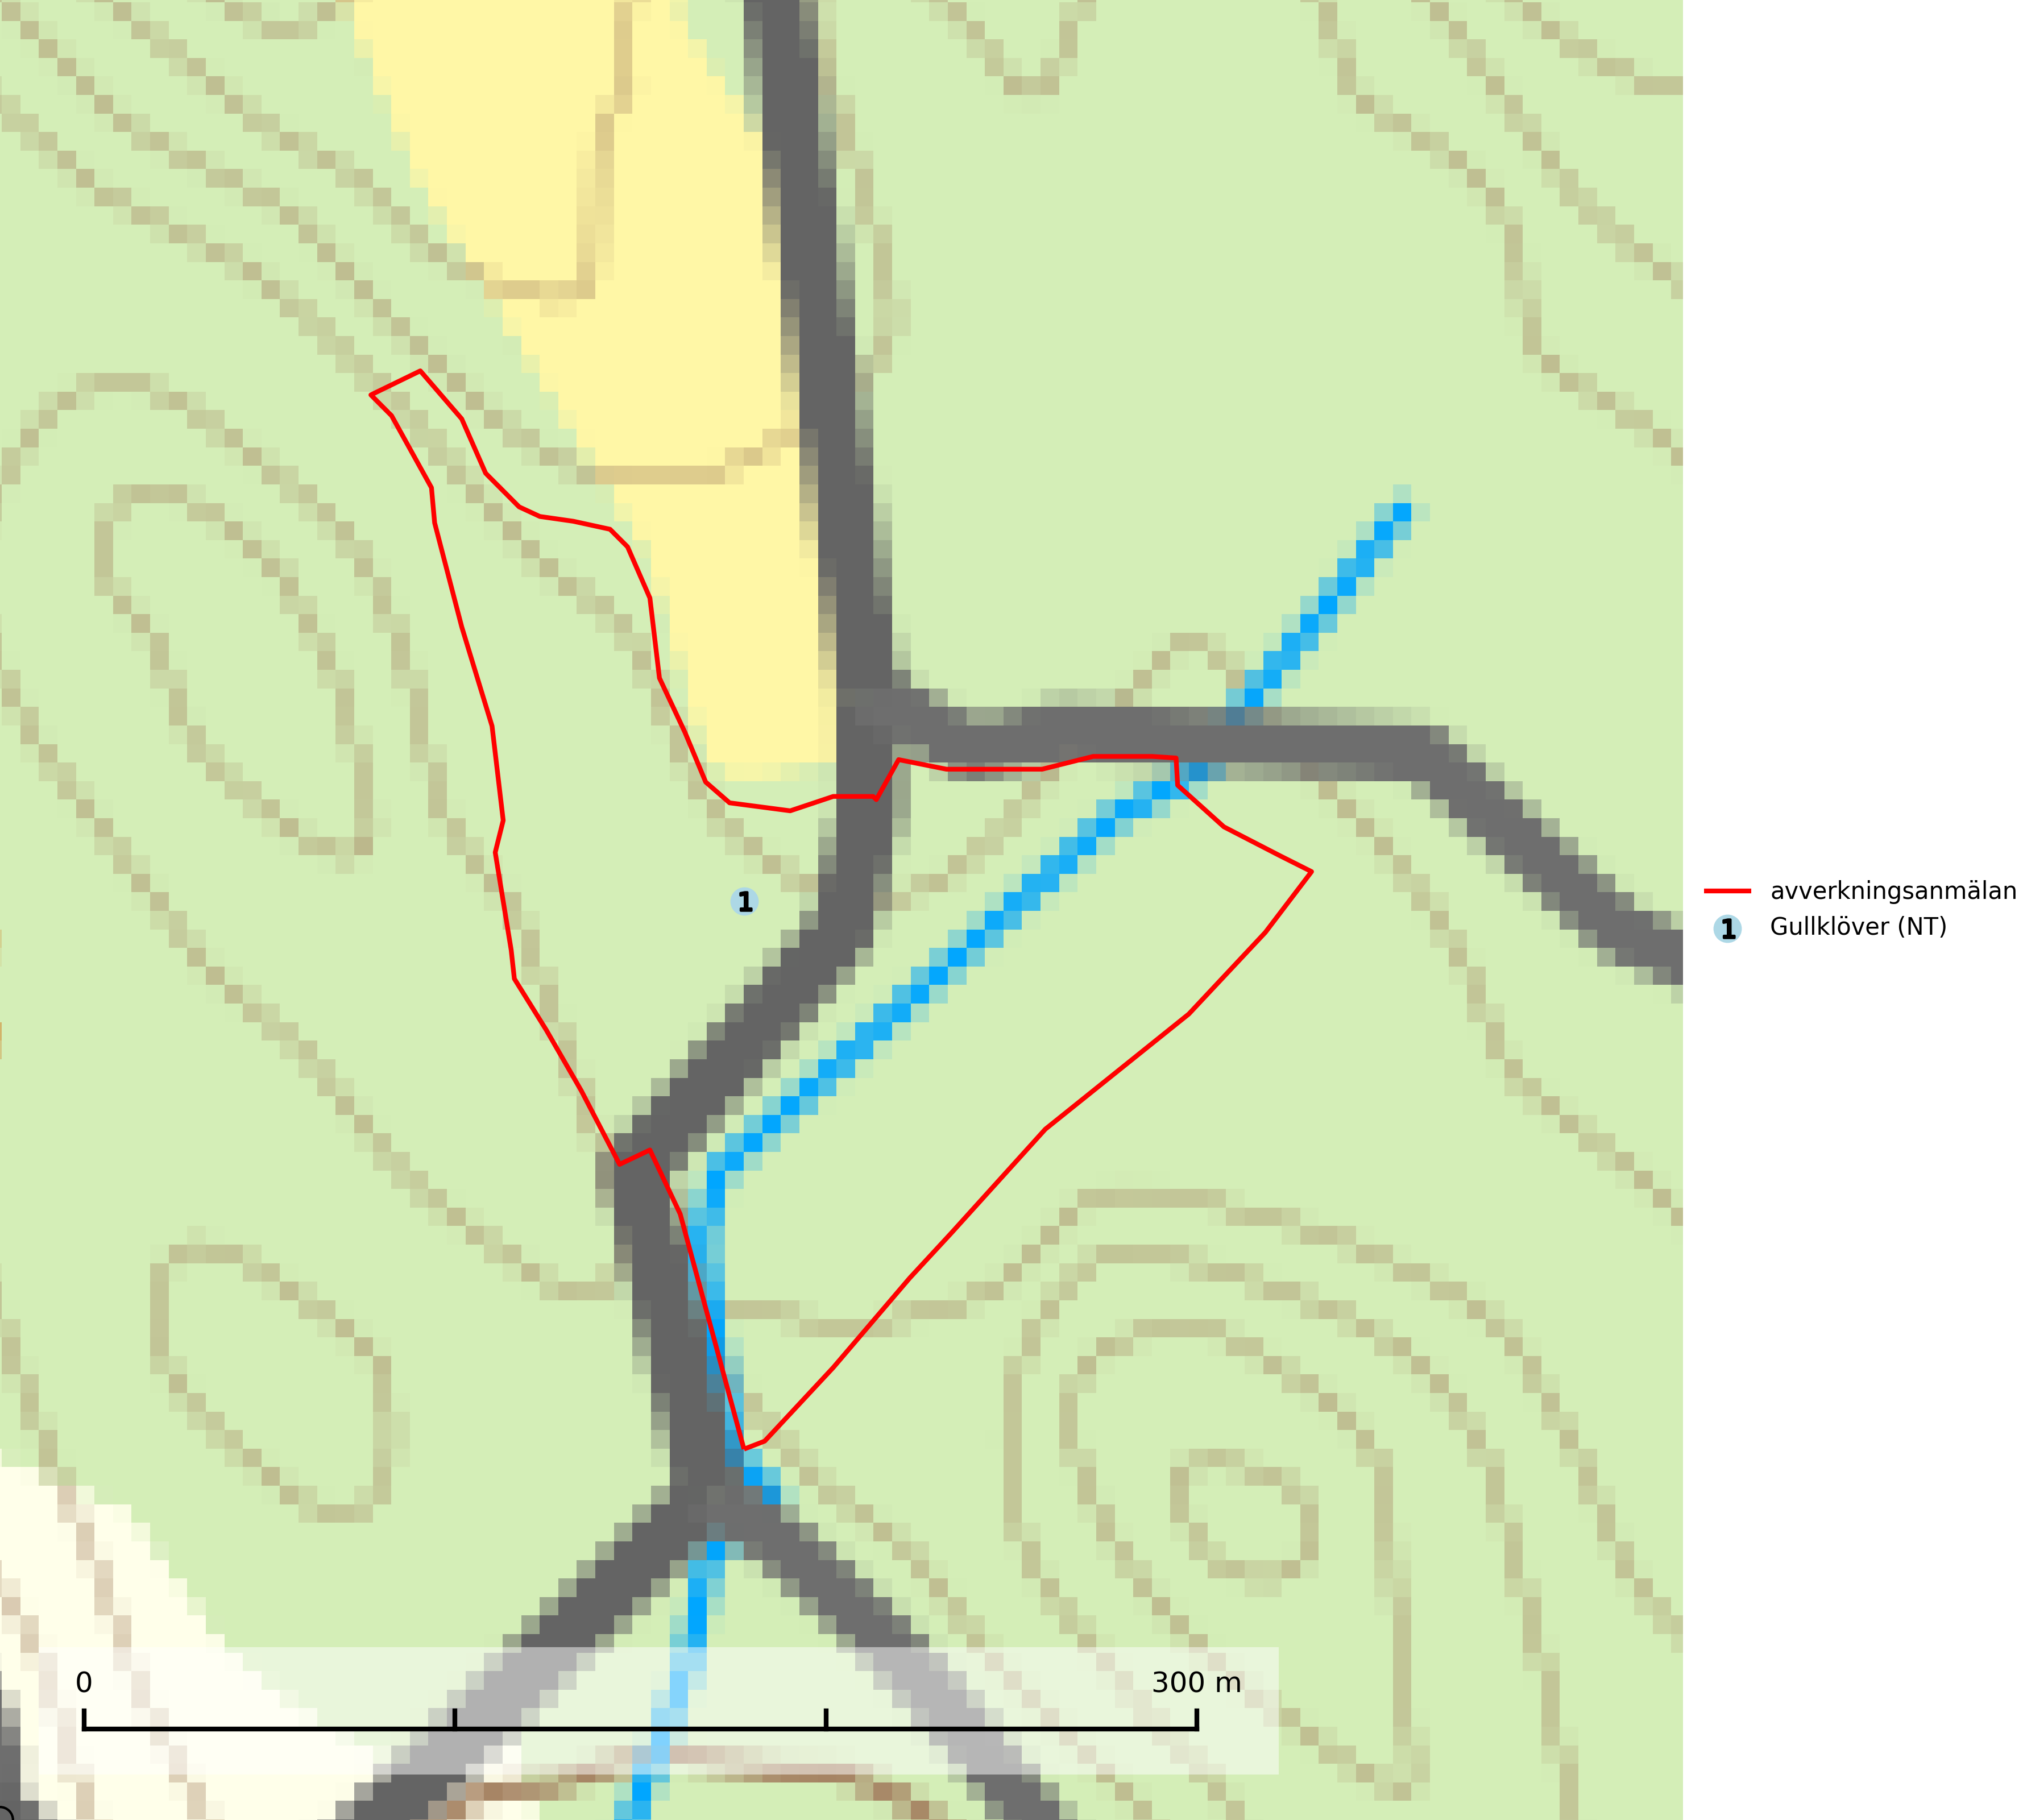 1
avverkningsanmälan
1 Gullklöver (NT)
0 300 m